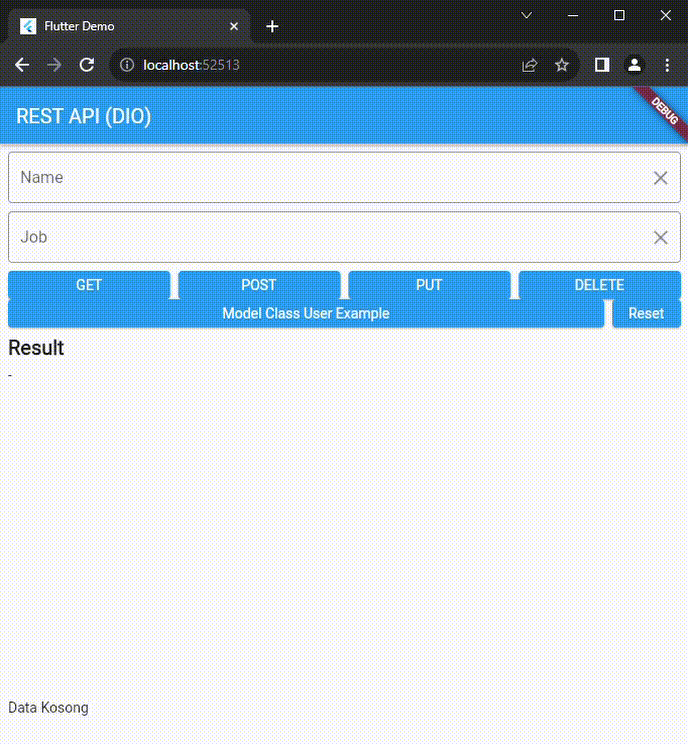 Flutter Demo
localhost:52513
REST API (DIO)
DEBUG
Name
Job
GET POST PUT DELETE
Model Class User Example Reset
Result
-
Data Kosong